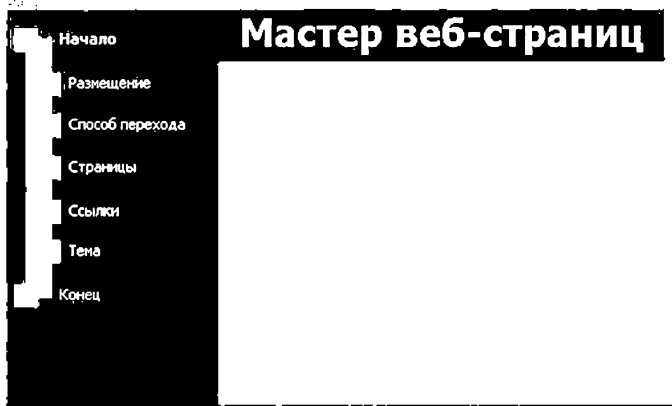 Мастер веб-страниц
Начало
Размещение
Способ перехода
Страницы
Ссылки
Тема
Конец